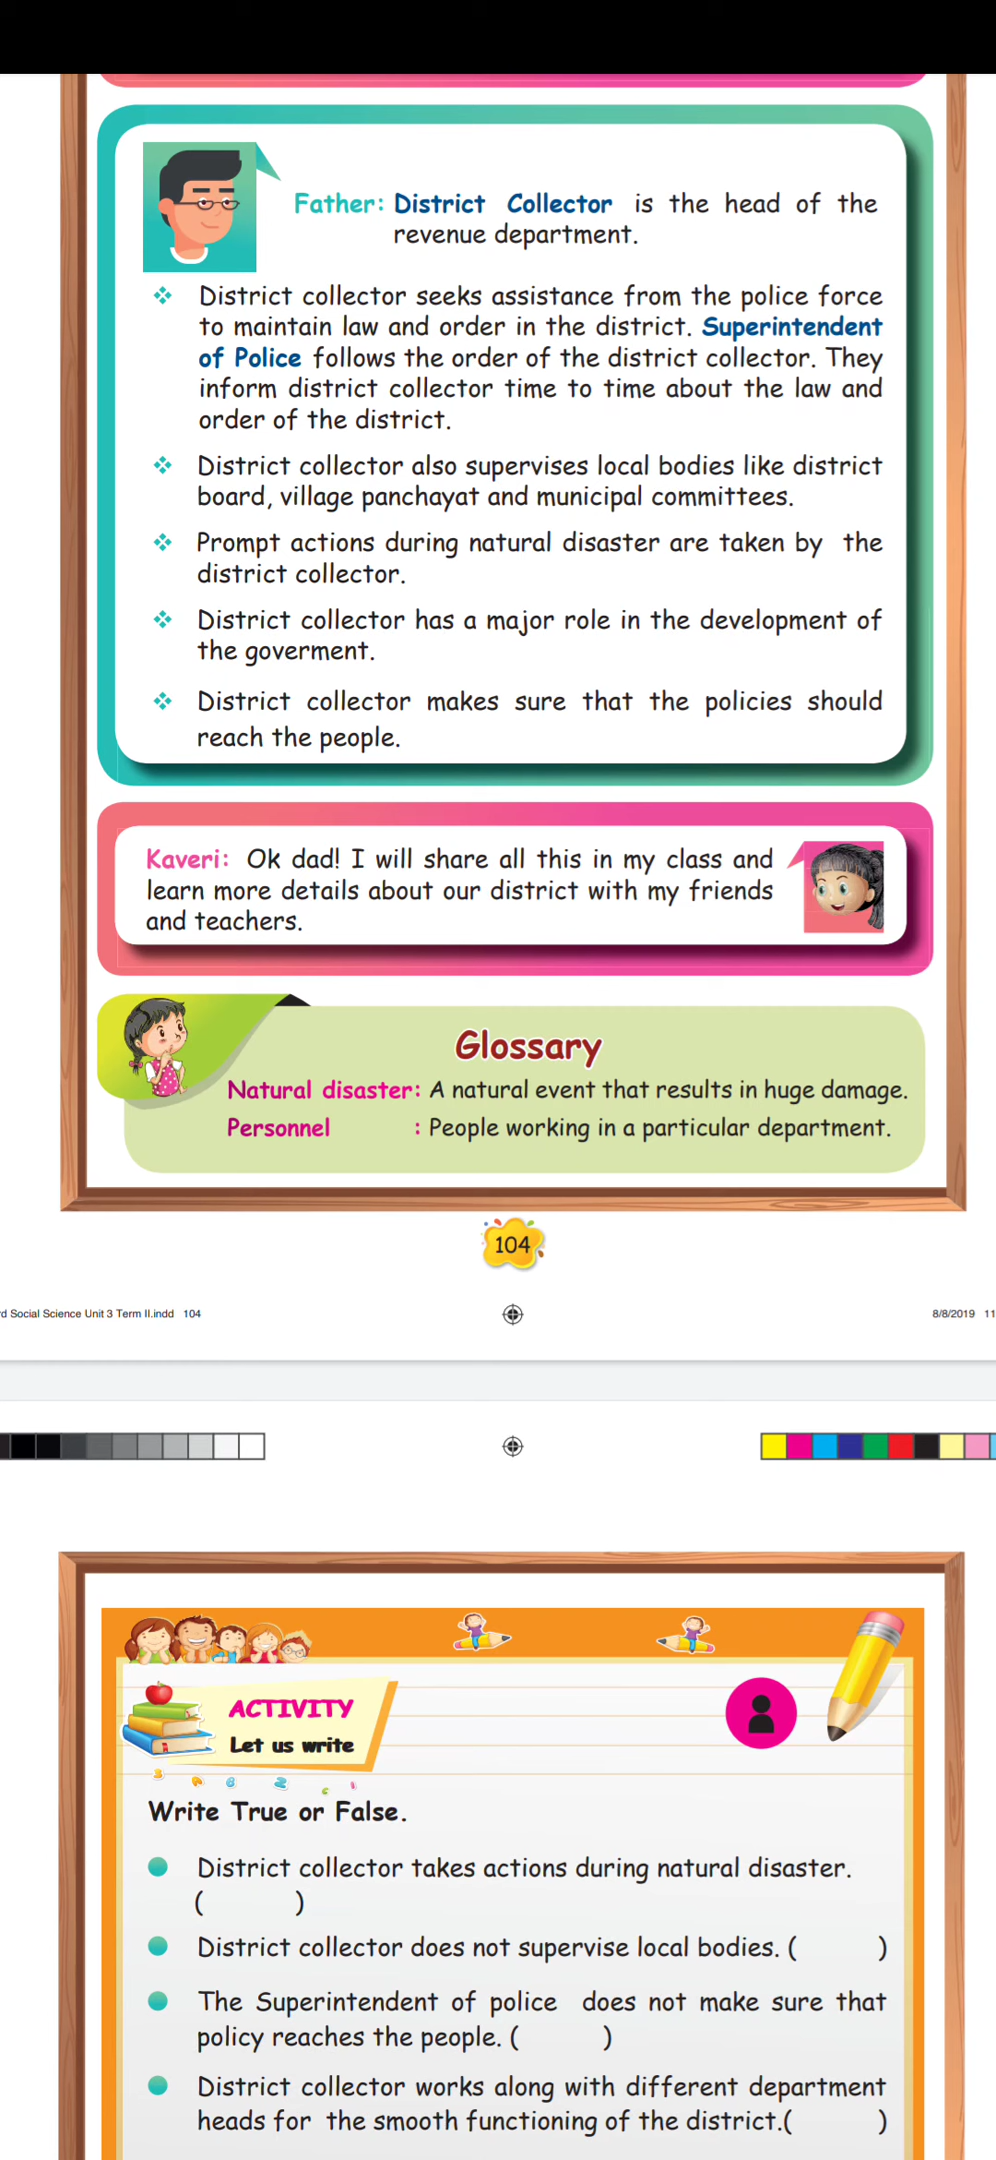 Father: District Collector is the head of the
revenue department.
District collector seeks assistance from the police force
to maintain law and order in the district. Superintendent
of Police follows the order of the district collector. They
inform district collector time to time about the law and
order of the district.
District collector also supervises local bodies like district
board, village panchayat and municipal committees.
Prompt actions during natural disaster are taken by the
district collector.
District collector has a major role in the development of
the goverment.
District collector makes sure that the policies should
reach the people.
Kaveri: Ok dad! I will share all this in my class and
learn more details about our district with my friends
and teachers.
Glossary
Natural disaster: A natural event that results in huge damage.
Personnel : People working in a particular department.
104
rd Social Science Unit 3 Term II.indd 104
8/8/2019 11
ACTIVITY
Let us write
Write True or False.
District collector takes actions during natural disaster.
( )
District collector does not supervise local bodies. ( )
The Superintendent of police does not make sure that
policy reaches the people. ( )
District collector works along with different department
heads for the smooth functioning of the district.( )